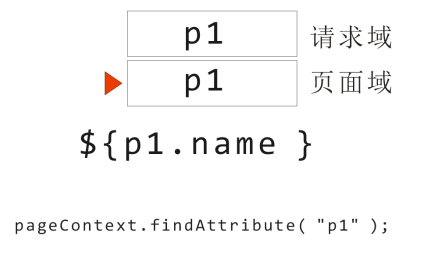 p1 请求域
p1 页面域
${p1.name }
pageContext.findAttribute( "p1" );